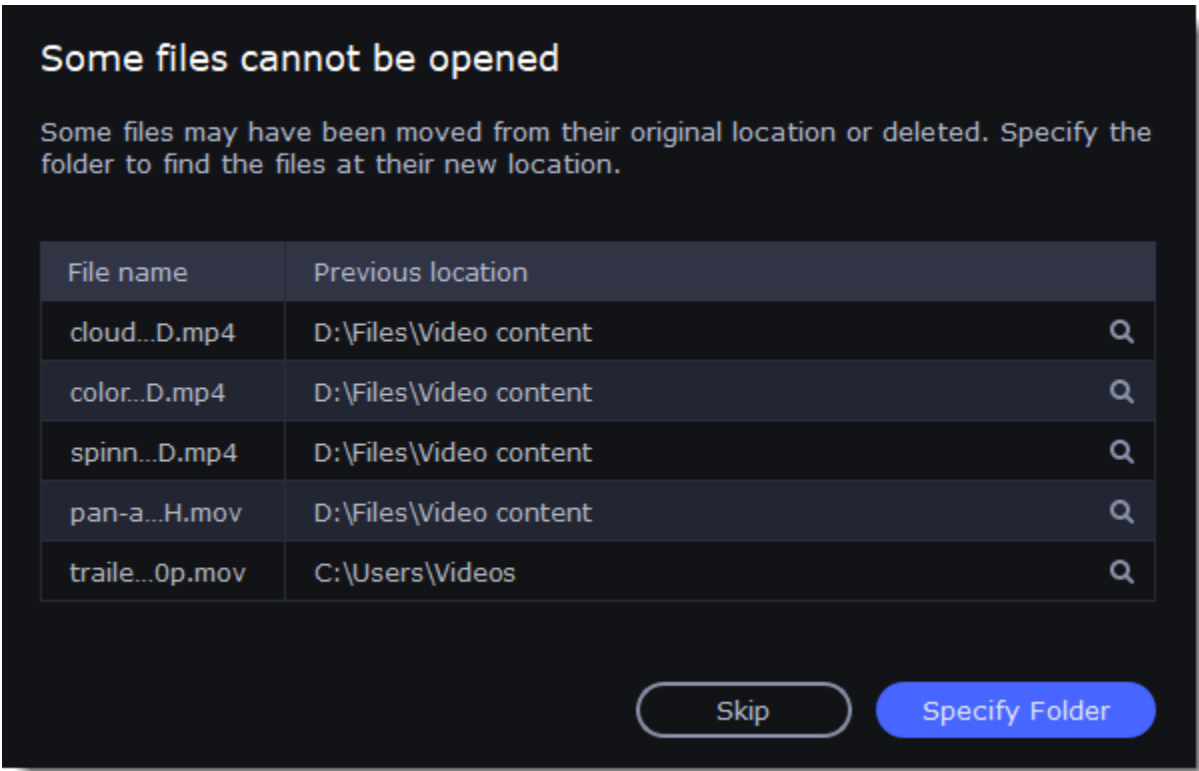 Some files cannot be opened
Some files may have been moved from their original location or deleted. Specify the
folder to find the files at their new location.
File name Previous location
cloud...D.mp4 D:\Files\Video content
color...D.mp4 D:\Files\Video content
spinn...D.mp4 D:\Files\Video content
pan-a...H.mov D:\Files\Video content
traile...0p.mov C:\Users\Videos
Skip Specify Folder